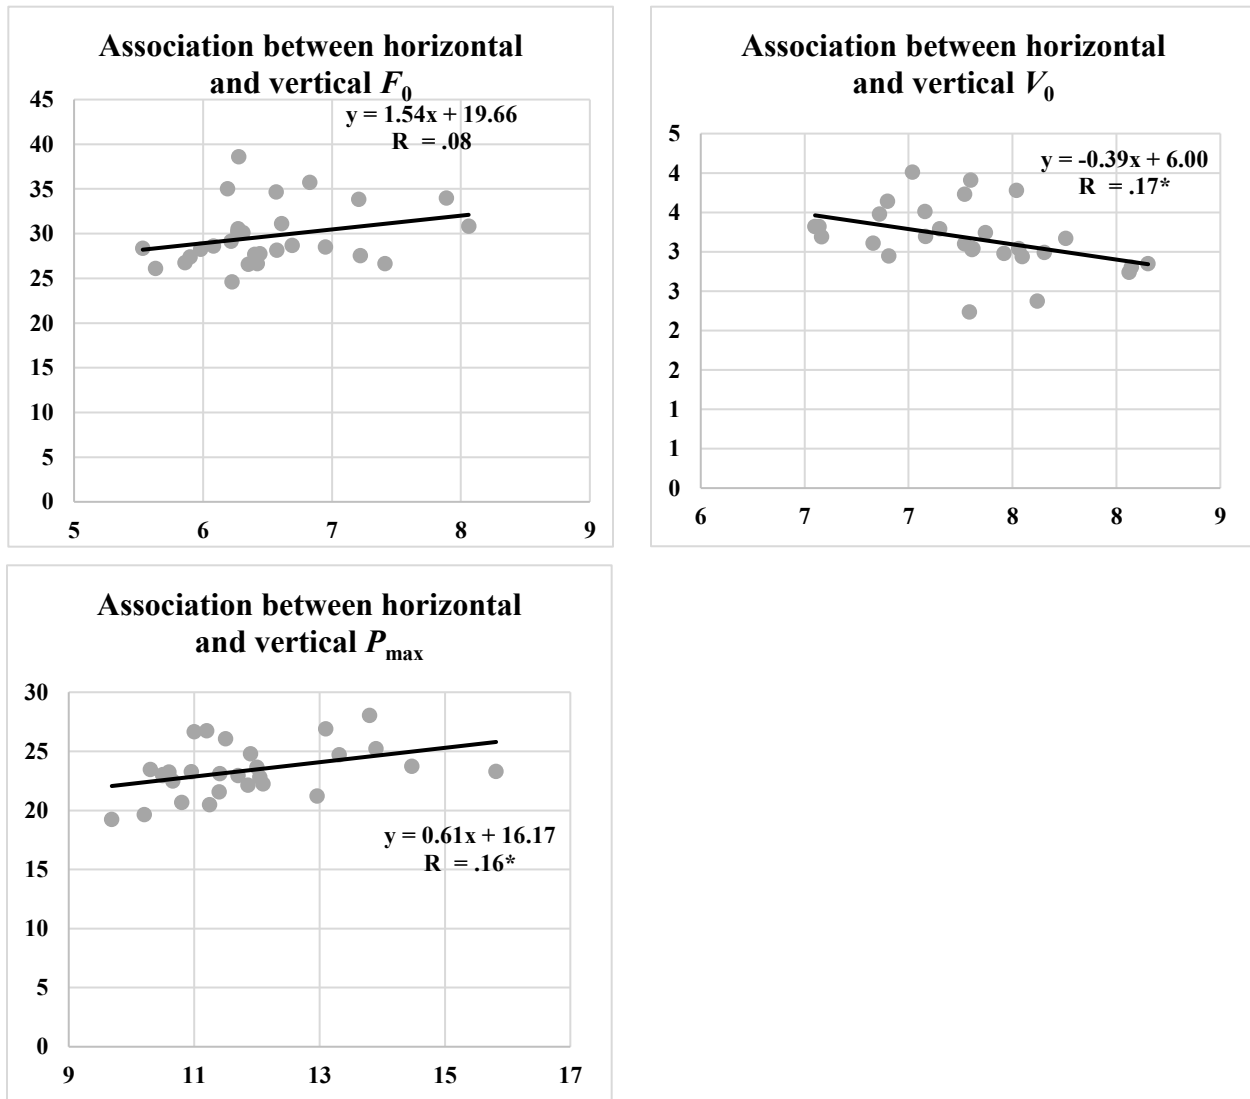 Association between horizontal
and vertical F₀
y = 1.54x + 19.66
R = .08
45
40
35
30
25
20
15
10
5
0
5 6 7 8 9
Association between horizontal
and vertical V₀
y = -0.39x + 6.00
R = .17*
5
4
4
3
3
2
2
1
1
0
6 7 7 8 8 9
Association between horizontal
and vertical Pmax
30
25
20
15
10
5
0
y = 0.61x + 16.17
R = .16*
9 11 13 15 17